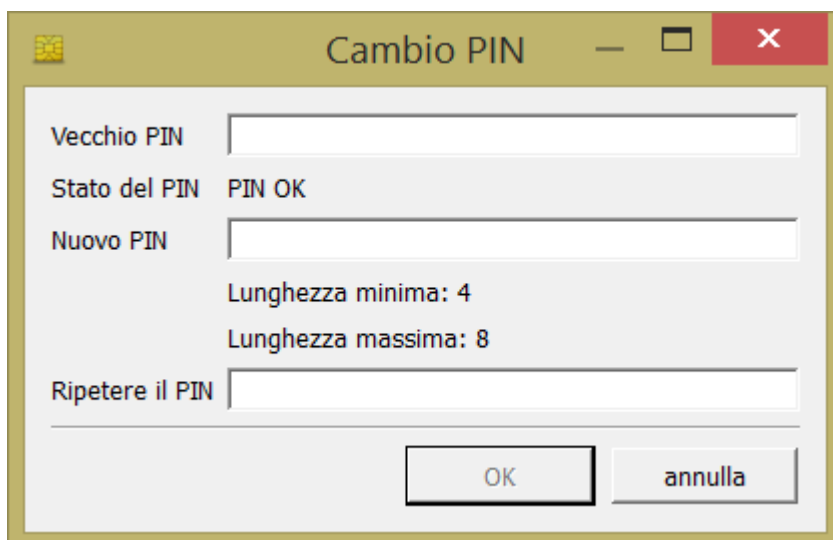 Cambio PIN
Vecchio PIN
Stato del PIN PIN OK
Nuovo PIN
Lunghezza minima: 4
Lunghezza massima: 8
Ripetere il PIN
OK annulla